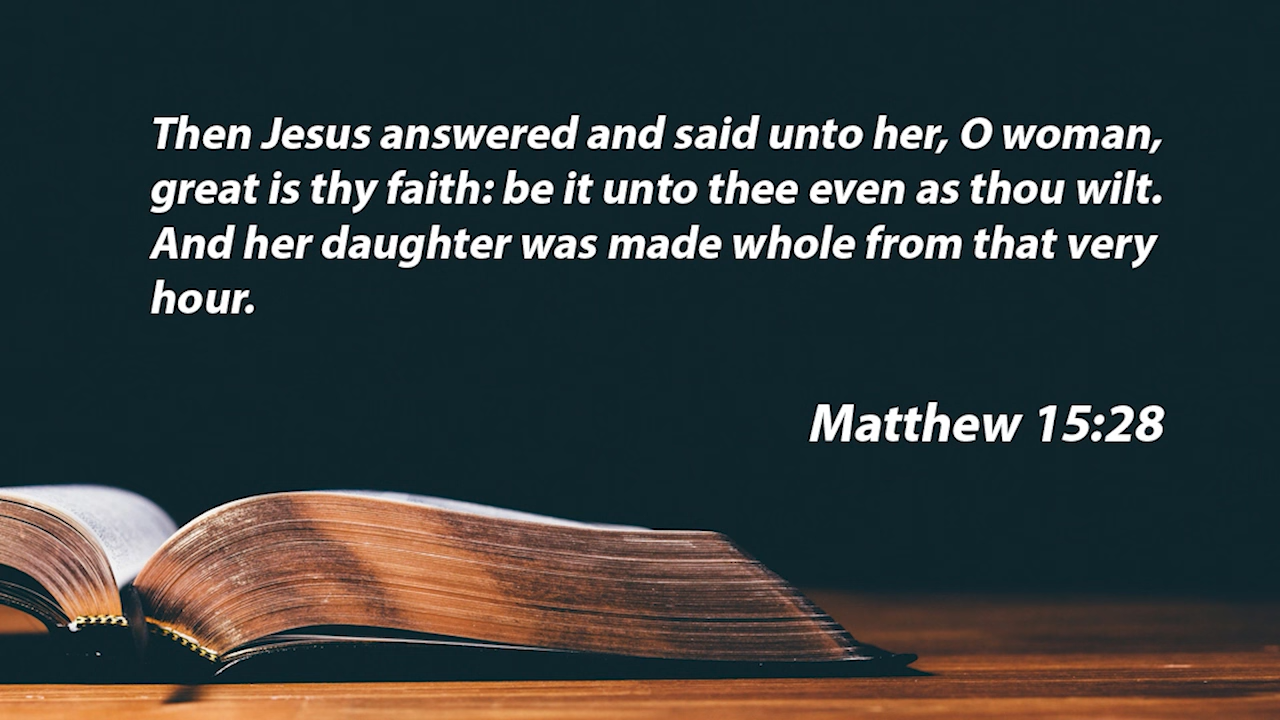 Then Jesus answered and said unto her, O woman,
great is thy faith: be it unto thee even as thou wilt.
And her daughter was made whole from that very
hour.
Matthew 15:28